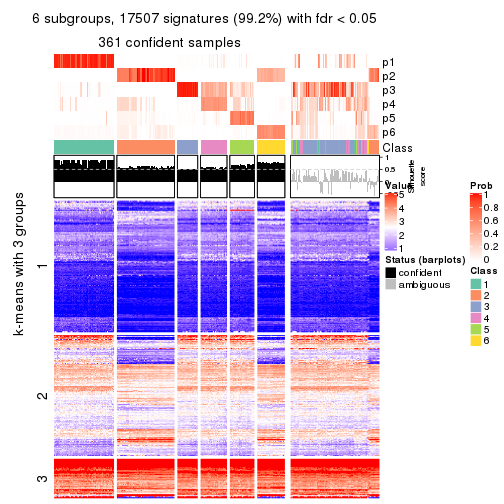 6 subgroups, 17507 signatures (99.2%) with fdr < 0.05
361 confident samples
p1
p2
p3
p4
p5
p6
Class
1
0.5
0
Silhouette
score
k-means with 3 groups
1
2
3
Value
5
4
3
2
1
Status (barplots)
confident
ambiguous
Prob
1
0.8
0.6
0.4
0.2
0
Class
1
2
3
4
5
6